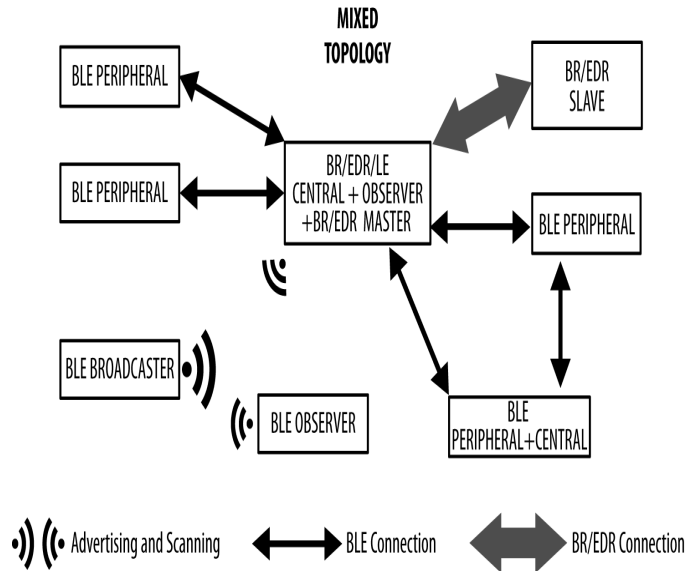 MIXED
TOPOLOGY
BLE PERIPHERAL
BR/EDR
SLAVE
BLE PERIPHERAL
BR/EDR/LE
CENTRAL + OBSERVER
+BR/EDR MASTER
BLE PERIPHERAL
BLE BROADCASTER
BLE OBSERVER
BLE
PERIPHERAL+CENTRAL
Advertising and Scanning
BLE Connection
BR/EDR Connection